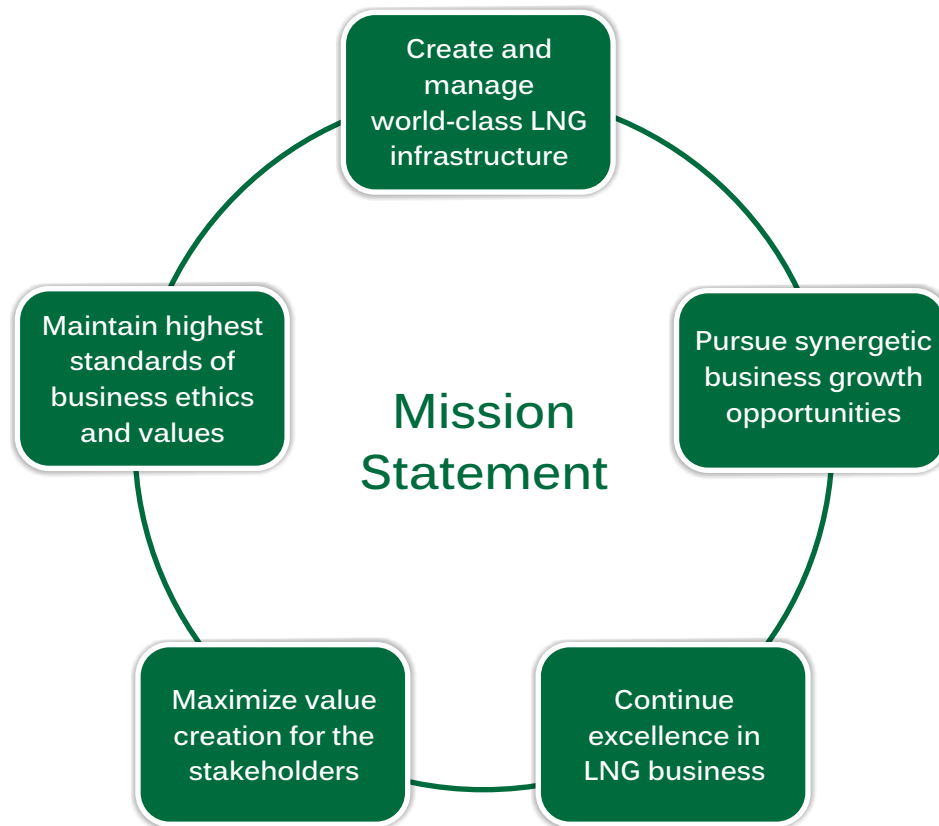 Create and
manage
world-class LNG
infrastructure
Pursue synergetic
business growth
opportunities
Continue
excellence in
LNG business
Maximize value
creation for the
stakeholders
Maintain highest
standards of
business ethics
and values
Mission
Statement